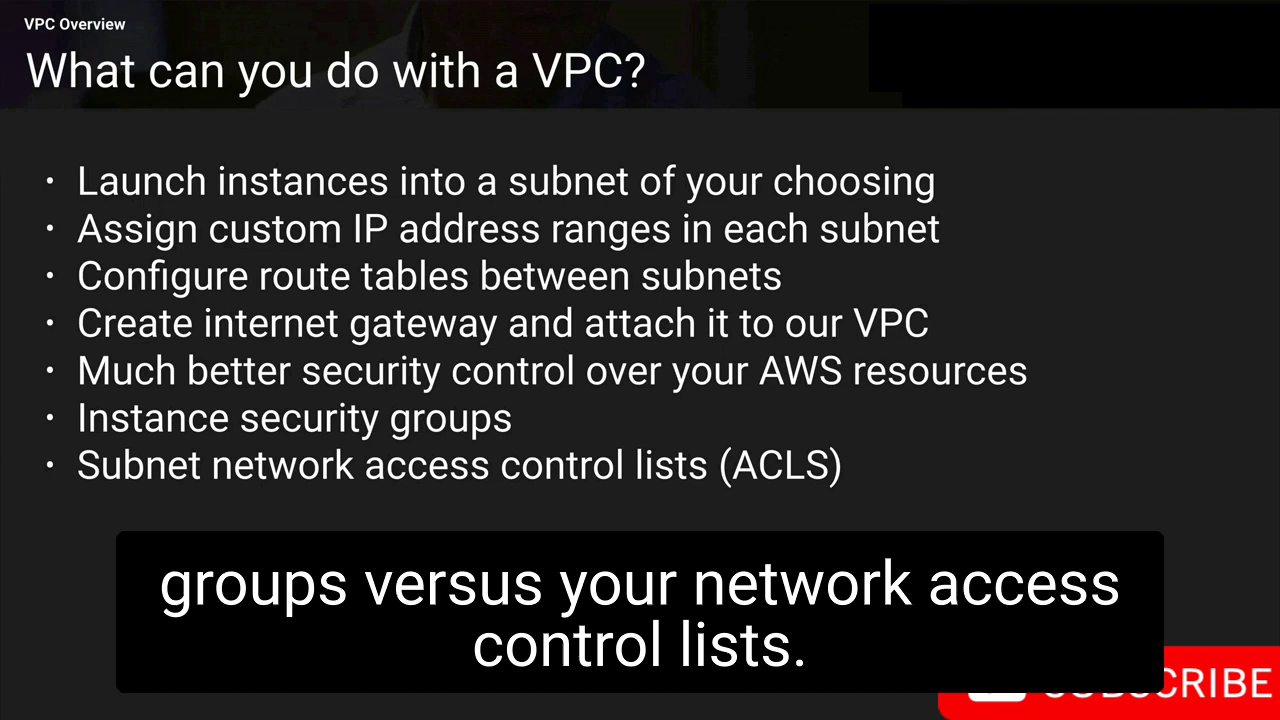 VPC Overview
What can you do with a VPC?
• Launch instances into a subnet of your choosing
• Assign custom IP address ranges in each subnet
• Configure route tables between subnets
• Create internet gateway and attach it to our VPC
• Much better security control over your AWS resources
• Instance security groups
• Subnet network access control lists (ACLS)
groups versus your network access
control lists.
SUBSCRIBE